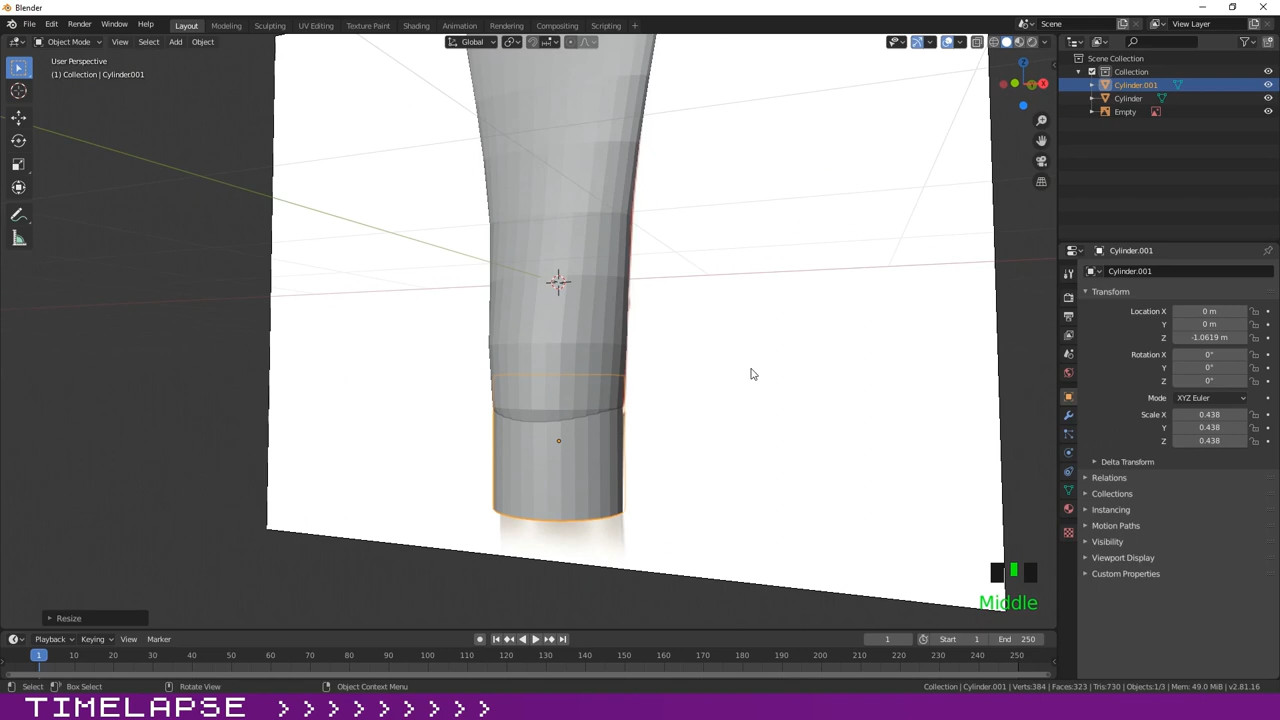 Blender
File Edit Render Window Help
Layout Modeling Sculpting UV Editing Texture Paint Shading Animation Rendering Compositing Scripting +
Scene
View Layer
Object Mode View Select Add Object
Global
User Perspective
(1) Collection | Cylinder.001
Z
X
Y
Scene Collection
Collection
Cylinder.001
Cylinder
Empty
Cylinder.001
Cylinder.001
Transform
Location X 0 m
Y 0 m
Z -1.0619 m
Rotation X 0°
Y 0°
Z 0°
Mode XYZ Euler
Scale X 0.438
Y 0.438
Z 0.438
Delta Transform
Relations
Collections
Instancing
Motion Paths
Visibility
Viewport Display
Custom Properties
Middle
Resize
Playback Keying View Marker
1 Start 1 End 250
1 10 20 30 40 50 60 70 80 90 100 110 120 130 140 150 160 170 180 190 200 210 220 230 240 250
Select Box Select Rotate View Object Context Menu
Collection | Cylinder.001 | Verts:384 | Faces:323 | Tris:730 | Objects:1/3 | Mem: 49.0 MiB | v2.81.16
TIMELAPSE > > > > > > > > >